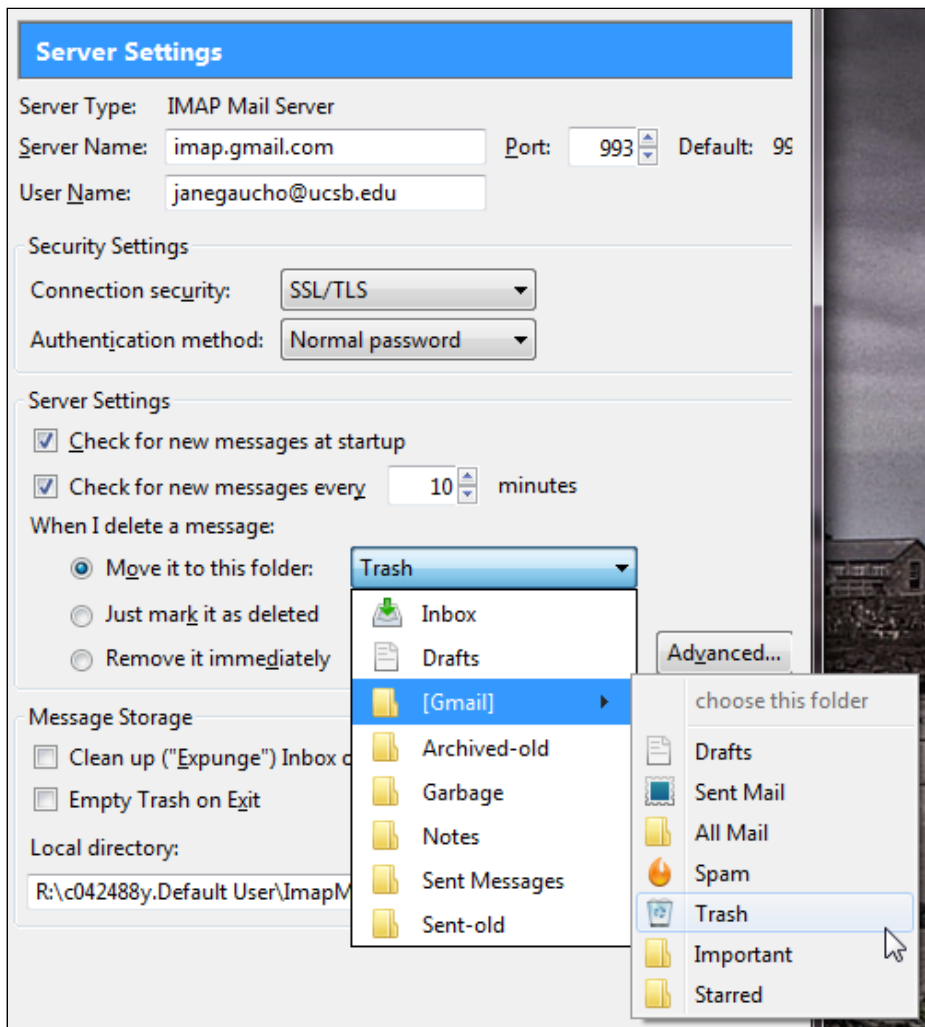 Server Settings
Server Type: IMAP Mail Server
Server Name: imap.gmail.com Port: 993 Default: 99
User Name: janegaucho@ucsb.edu
Security Settings
Connection security: SSL/TLS
Authentication method: Normal password
Server Settings
Check for new messages at startup
Check for new messages every 10 minutes
When I delete a message:
Move it to this folder: Trash
Just mark it as deleted
Remove it immediately
Inbox
Drafts
[Gmail]
Archived-old
Garbage
Notes
Sent Messages
Sent-old
Advanced...
choose this folder
Drafts
Sent Mail
All Mail
Spam
Trash
Important
Starred
Message Storage
Clean up ("Expunge") Inbox
Empty Trash on Exit
Local directory:
R:\c042488y.Default User\ImapM